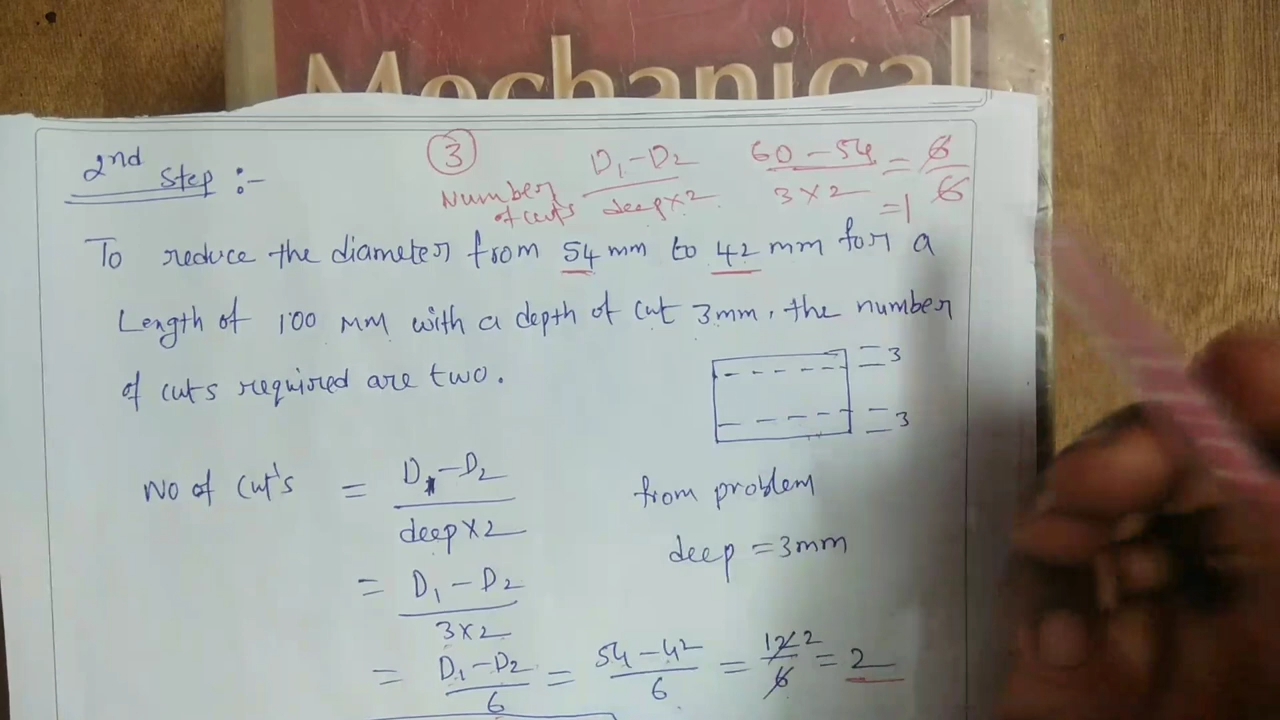 Mechanical
2nd Step :-
3
Number of cuts D1-D2 / deep×2
60-54 / 3×2 = 6/6 =1
To reduce the diameter from 54 mm to 42 mm for a
Length of 100 MM with a depth of cut 3mm, the number
of cuts required are two.
3
3
No of Cut's = D1-D2 / deep×2
from problem
deep = 3mm
= D1-D2 / 3×2
= D1-D2 / 6 = 54-42 / 6 = 12 2 / 6 = 2